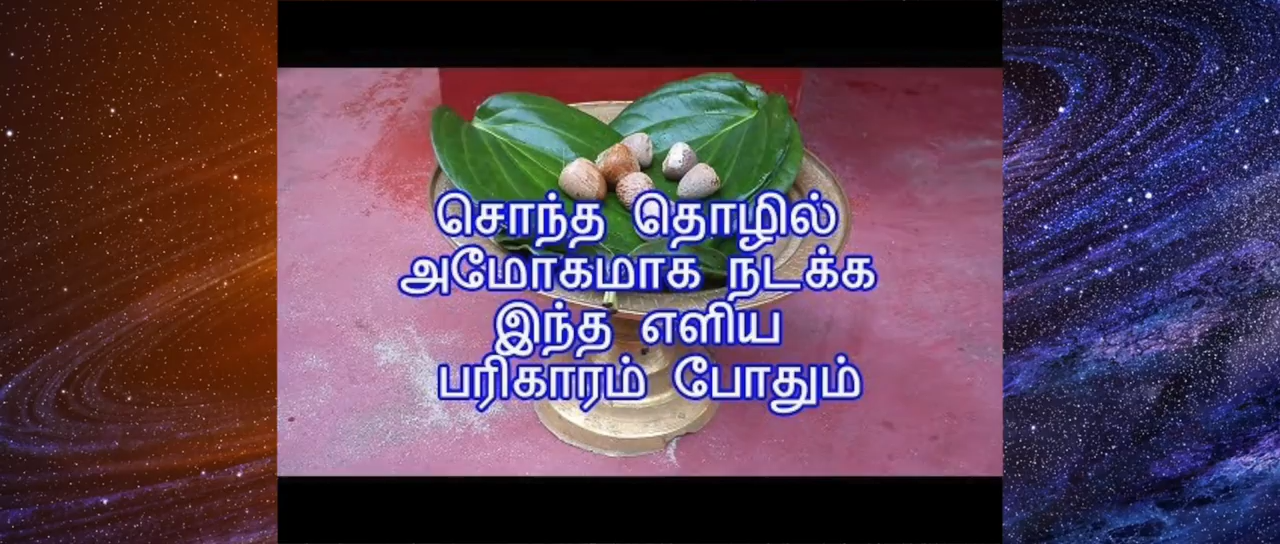 சொந்த தொழில்
அமோகமாக நடக்க
இந்த எளிய
பரிகாரம் போதும்